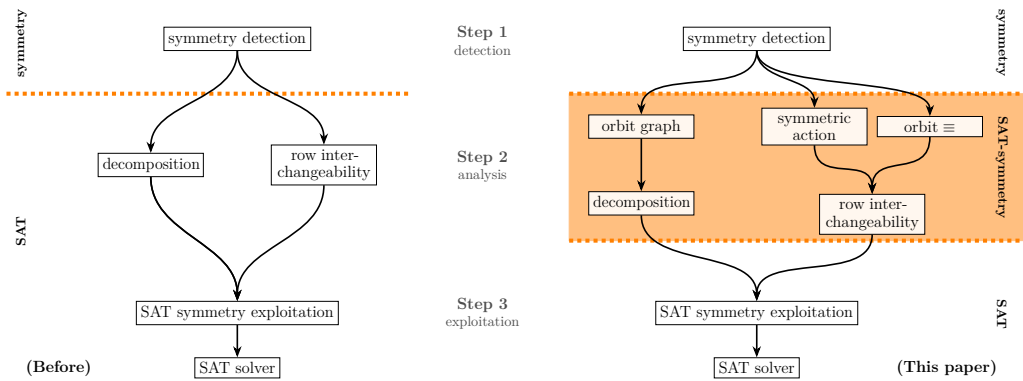 symmetry
symmetry detection
SAT
decomposition
row inter-
changeability
SAT symmetry exploitation
SAT solver
(Before)
Step 1
detection
Step 2
analysis
Step 3
exploitation
symmetry detection
symmetry
orbit graph
symmetric
action
orbit ≡
SAT-symmetry
decomposition
row inter-
changeability
SAT symmetry exploitation
SAT
SAT solver
(This paper)